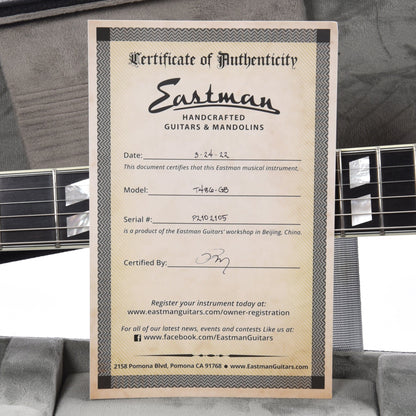 Certificate of Authenticity
Eastman
HANDCRAFTED
GUITARS & MANDOLINS
Date: 3-24-22
This document certifies that this Eastman musical instrument,
Model: T486-GB
Serial #: P2102105
is a product of the Eastman Guitars' workshop in Beijing, China.
Certified By:
Register your instrument today at:
www.eastmanguitars.com/owner-registration
For all of our latest news, events and contests Like us at:
www.facebook.com/EastmanGuitars
2158 Pomona Blvd, Pomona CA 91768 ● www.EastmanGuitars.com